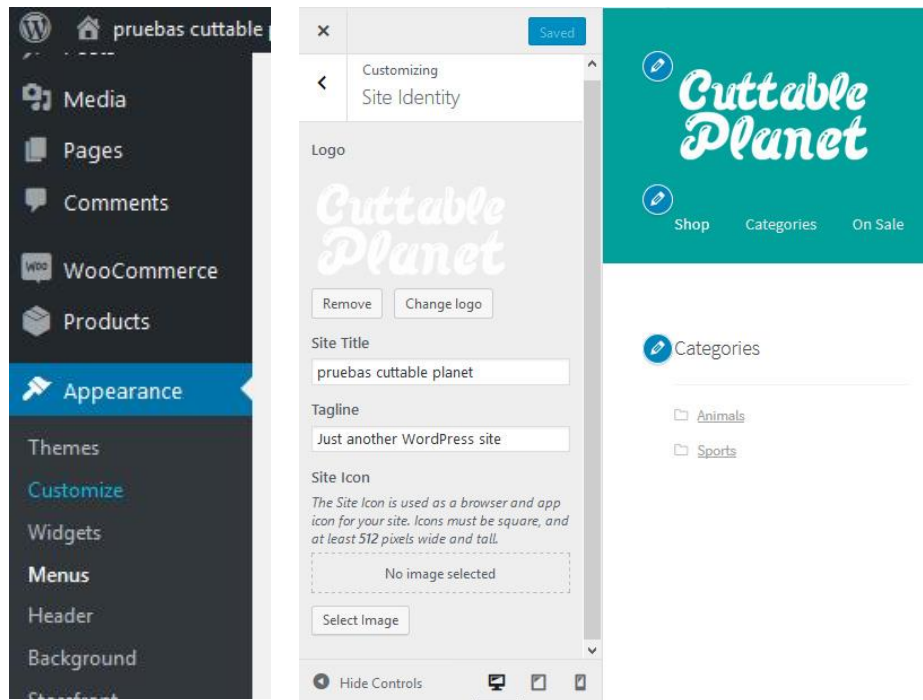 pruebas cuttable
Media
Pages
Comments
WOO WooCommerce
Products
Appearance
Themes
Customize
Widgets
Menus
Header
Background
Storefront
Saved
Customizing
Site Identity
Logo
Cuttable
Planet
Remove
Change logo
Site Title
pruebas cuttable planet
Tagline
Just another WordPress site
Site Icon
The Site Icon is used as a browser and app
icon for your site. Icons must be square, and
at least 512 pixels wide and tall.
No image selected
Select Image
Hide Controls
Cuttable
Planet
Shop Categories On Sale
Categories
Animals
Sports